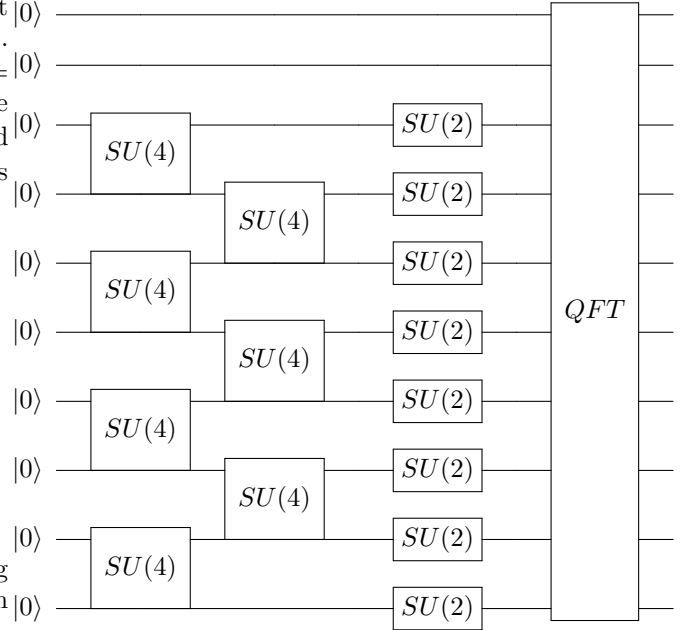 t |0⟩
.
= |0⟩
e |0⟩ SU(4) SU(2)
d
s |0⟩ SU(4) SU(2)
|0⟩ SU(4) SU(2)
|0⟩ SU(4) SU(2) QFT
|0⟩ SU(4) SU(2)
|0⟩ SU(4) SU(2)
|0⟩ SU(4) SU(2)
g
n |0⟩ SU(2)